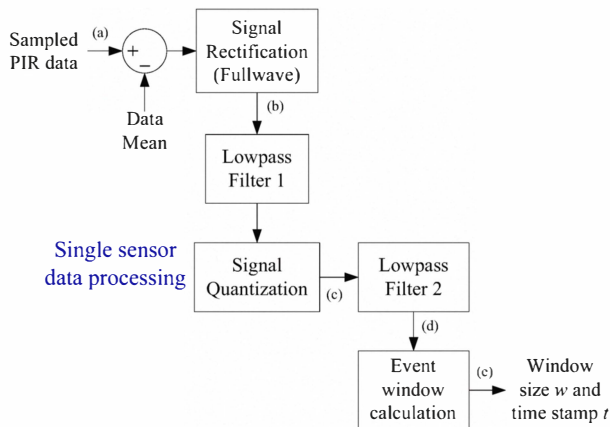 Sampled
PIR data
(a)
+
−
Data
Mean
Signal
Rectification
(Fullwave)
(b)
Lowpass
Filter 1
Single sensor
data processing
Signal
Quantization
(c)
Lowpass
Filter 2
(d)
Event
window
calculation
(c)
Window
size w and
time stamp t